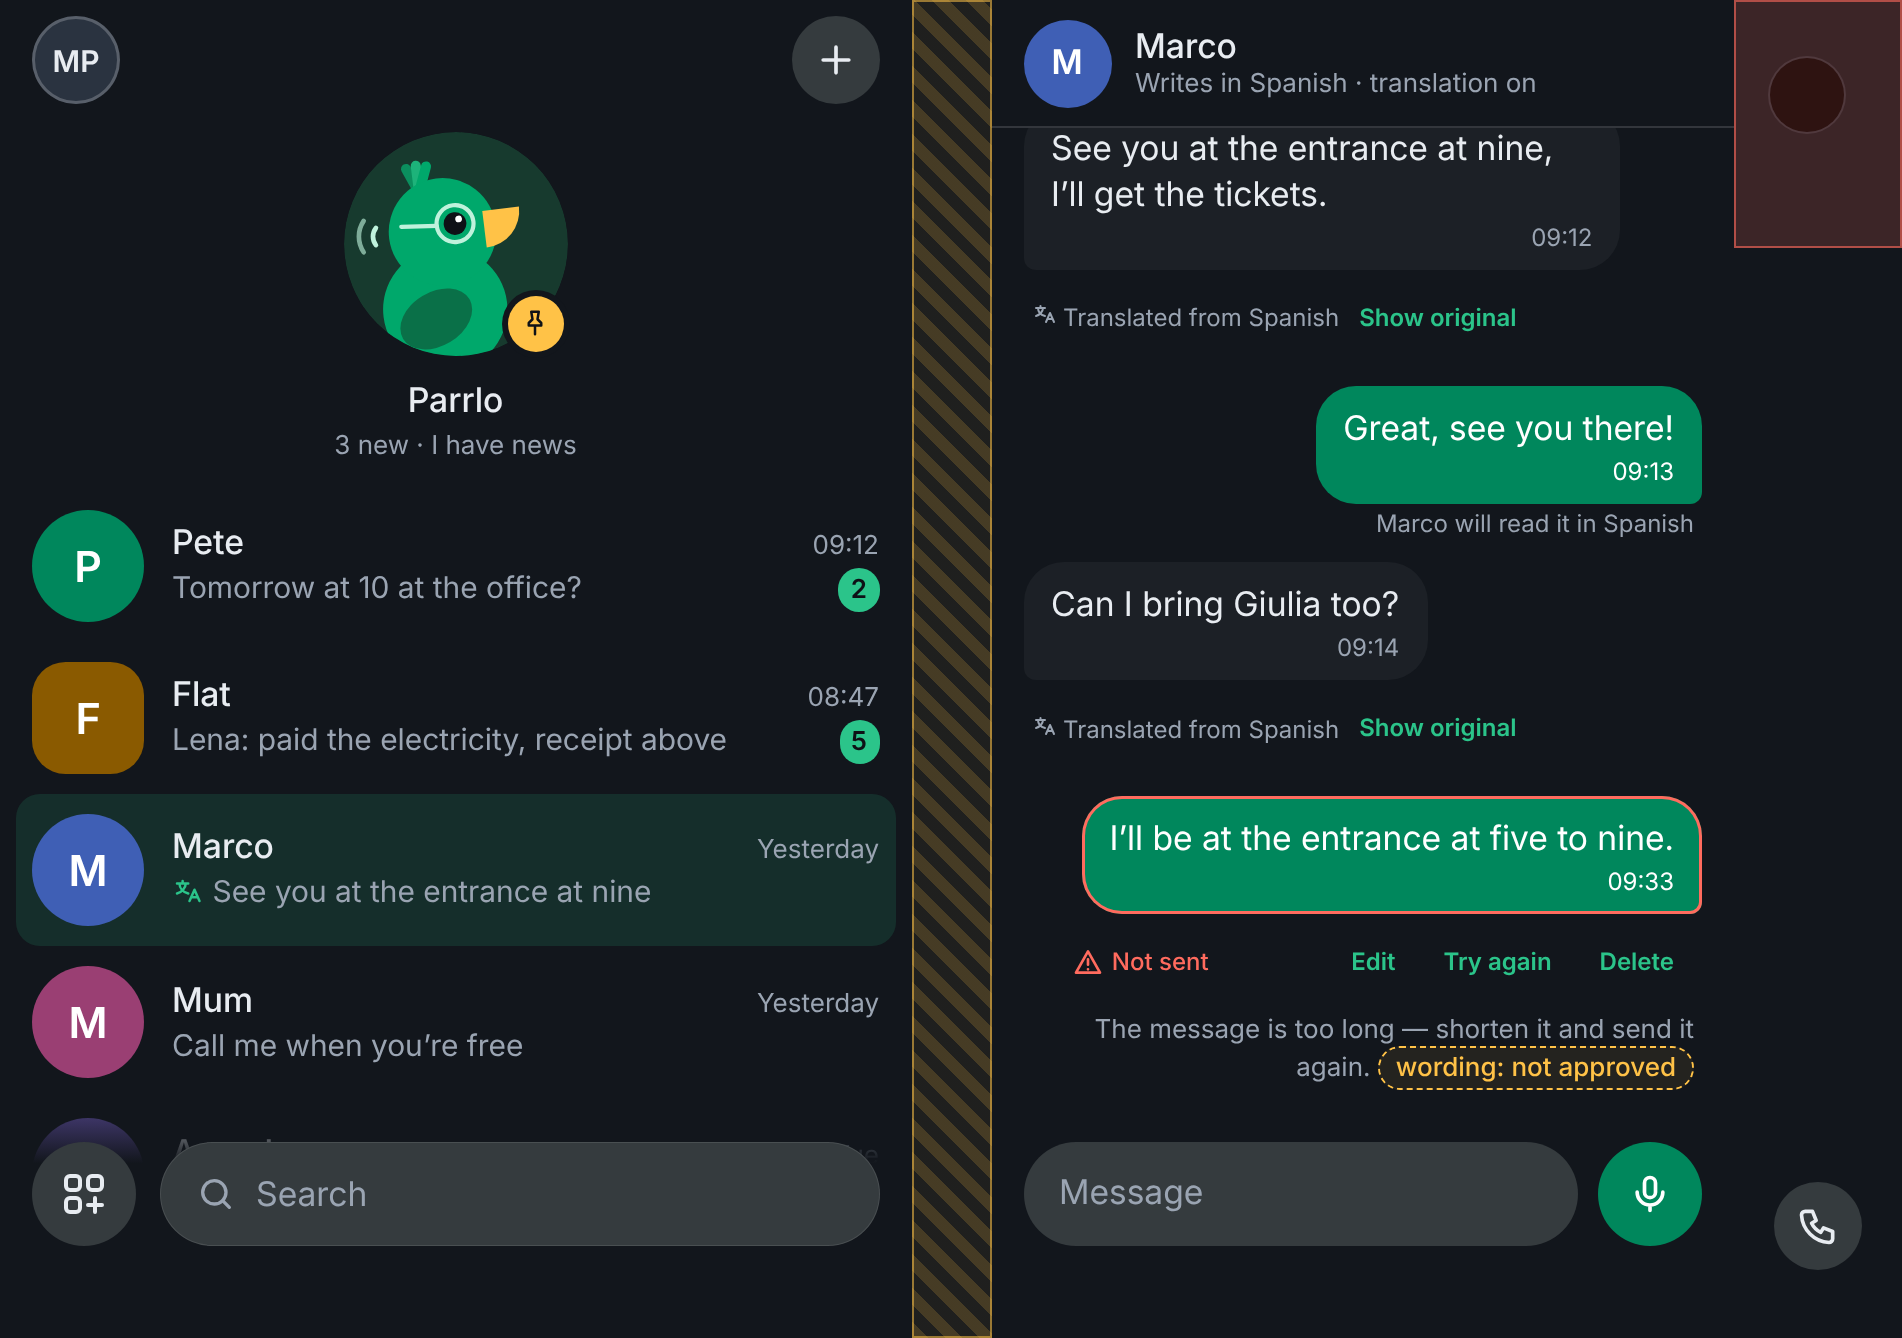 MP
Parrlo
3 new · I have news
P
Pete
09:12
Tomorrow at 10 at the office?
2
F
Flat
08:47
Lena: paid the electricity, receipt above
5
M
Marco
Yesterday
See you at the entrance at nine
M
Mum
Yesterday
Call me when you’re free
Search
M
Marco
Writes in Spanish · translation on
See you at the entrance at nine,
I’ll get the tickets.
09:12
Translated from Spanish Show original
Great, see you there!
09:13
Marco will read it in Spanish
Can I bring Giulia too?
09:14
Translated from Spanish Show original
I’ll be at the entrance at five to nine.
09:33
Not sent Edit Try again Delete
The message is too long — shorten it and send it
again. wording: not approved
Message